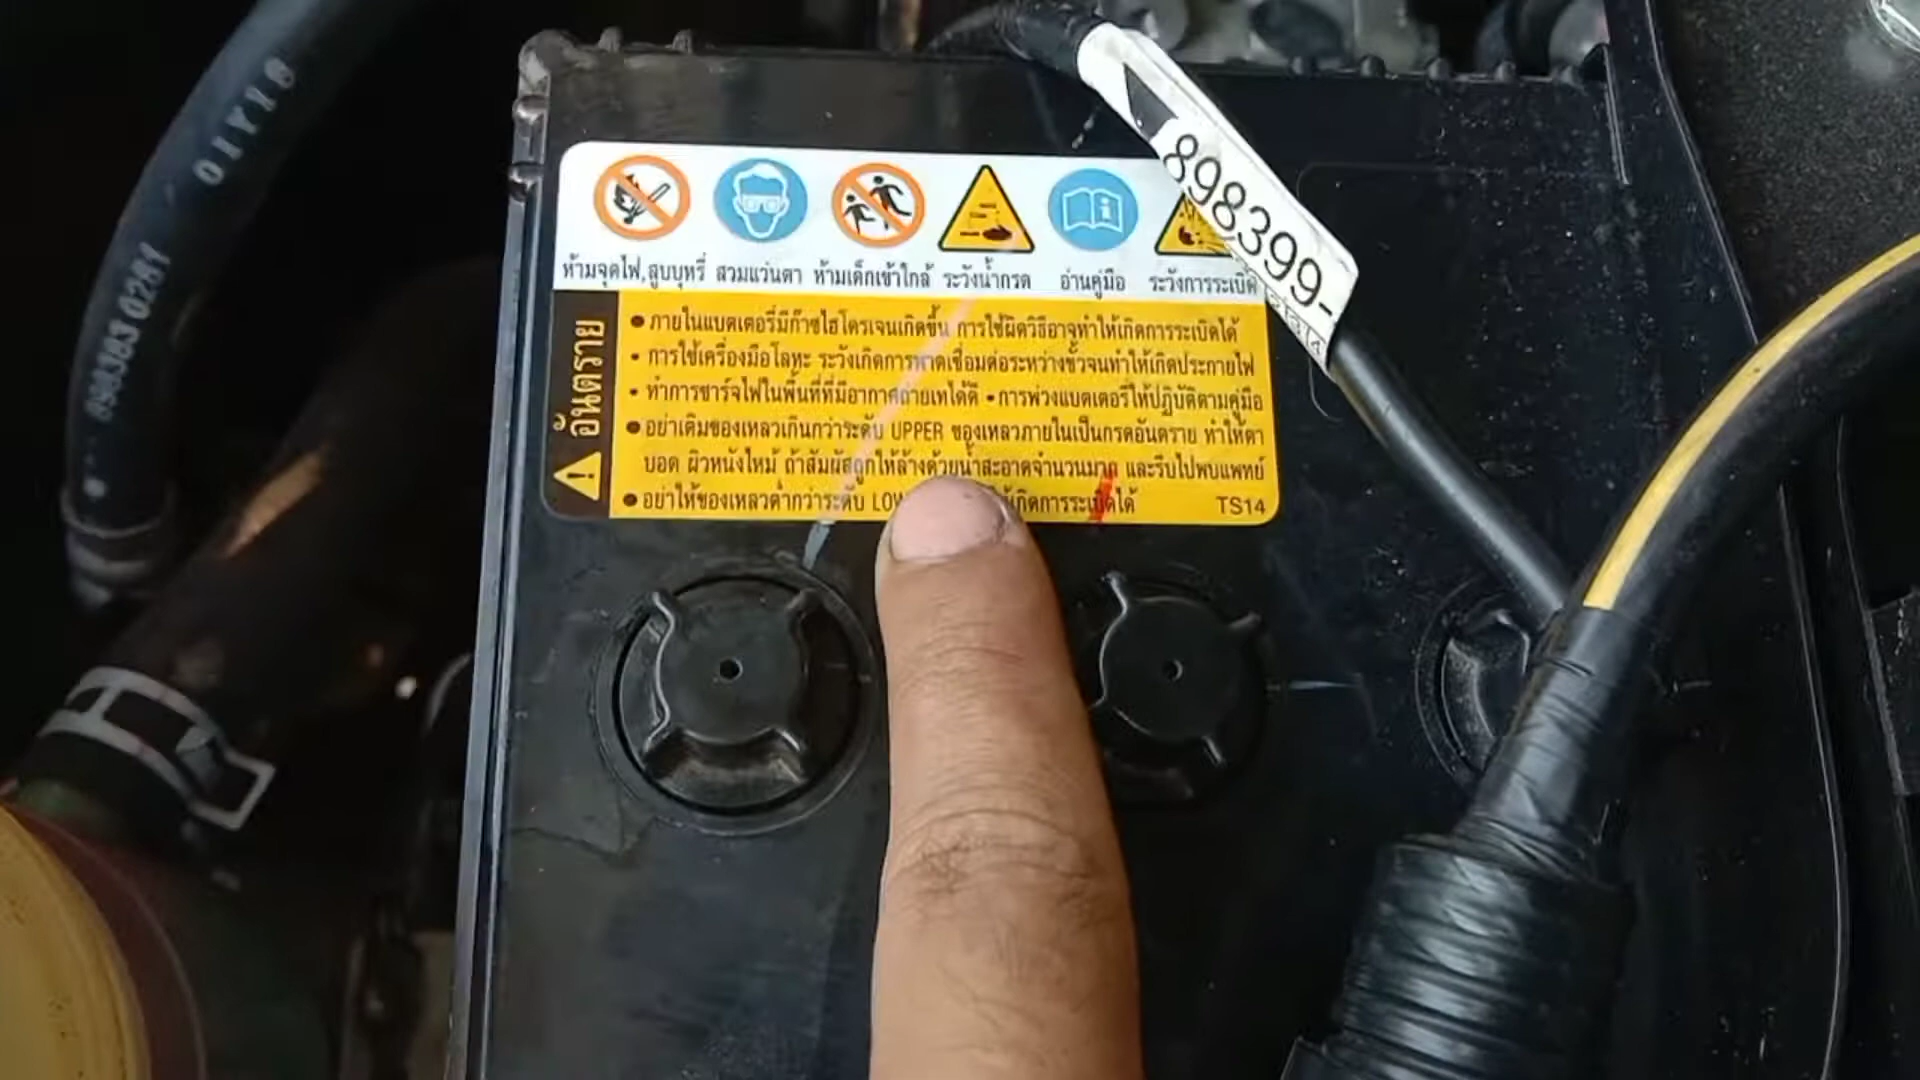 01Y18
898383 0281
898399-
ห้ามจุดไฟ,สูบบุหรี่ สวมแว่นตา ห้ามเด็กเข้าใกล้ ระวังน้ำกรด อ่านคู่มือ ระวังการระเบิด
อันตราย
• ภายในแบตเตอรี่มีก๊าซไฮโดรเจนเกิดขึ้น การใช้ผิดวิธีอาจทำให้เกิดการระเบิดได้
• การใช้เครื่องมือโลหะ ระวังเกิดการพาดเชื่อมต่อระหว่างขั้วจนทำให้เกิดประกายไฟ
• ทำการชาร์จไฟในพื้นที่ที่มีอากาศถ่ายเทได้ดี • การพ่วงแบตเตอรี่ให้ปฏิบัติตามคู่มือ
• อย่าเติมของเหลวเกินกว่าระดับ UPPER ของเหลวภายในเป็นกรดอันตราย ทำให้ตา
บอด ผิวหนังไหม้ ถ้าสัมผัสถูกให้ล้างด้วยน้ำสะอาดจำนวนมาก และรีบไปพบแพทย์
• อย่าให้ของเหลวต่ำกว่าระดับ ให้เกิดการระเบิดได้ TS14